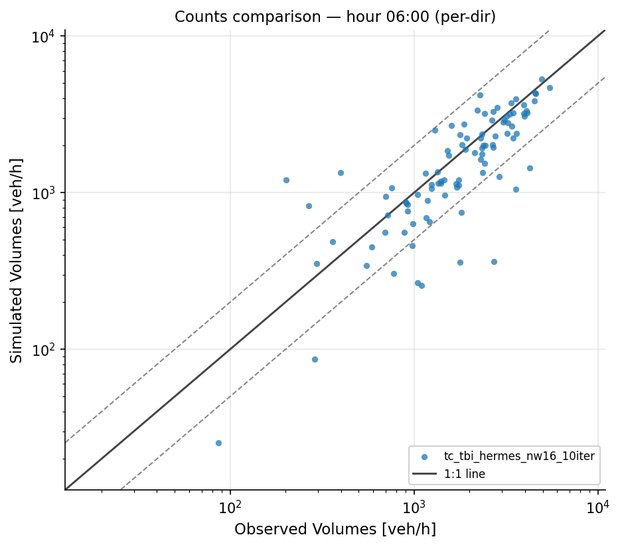 Counts comparison — hour 06:00 (per-dir)
Simulated Volumes [veh/h]
10⁴
10³
10²
10²
10³
10⁴
Observed Volumes [veh/h]
tc_tbi_hermes_nw16_10iter
1:1 line